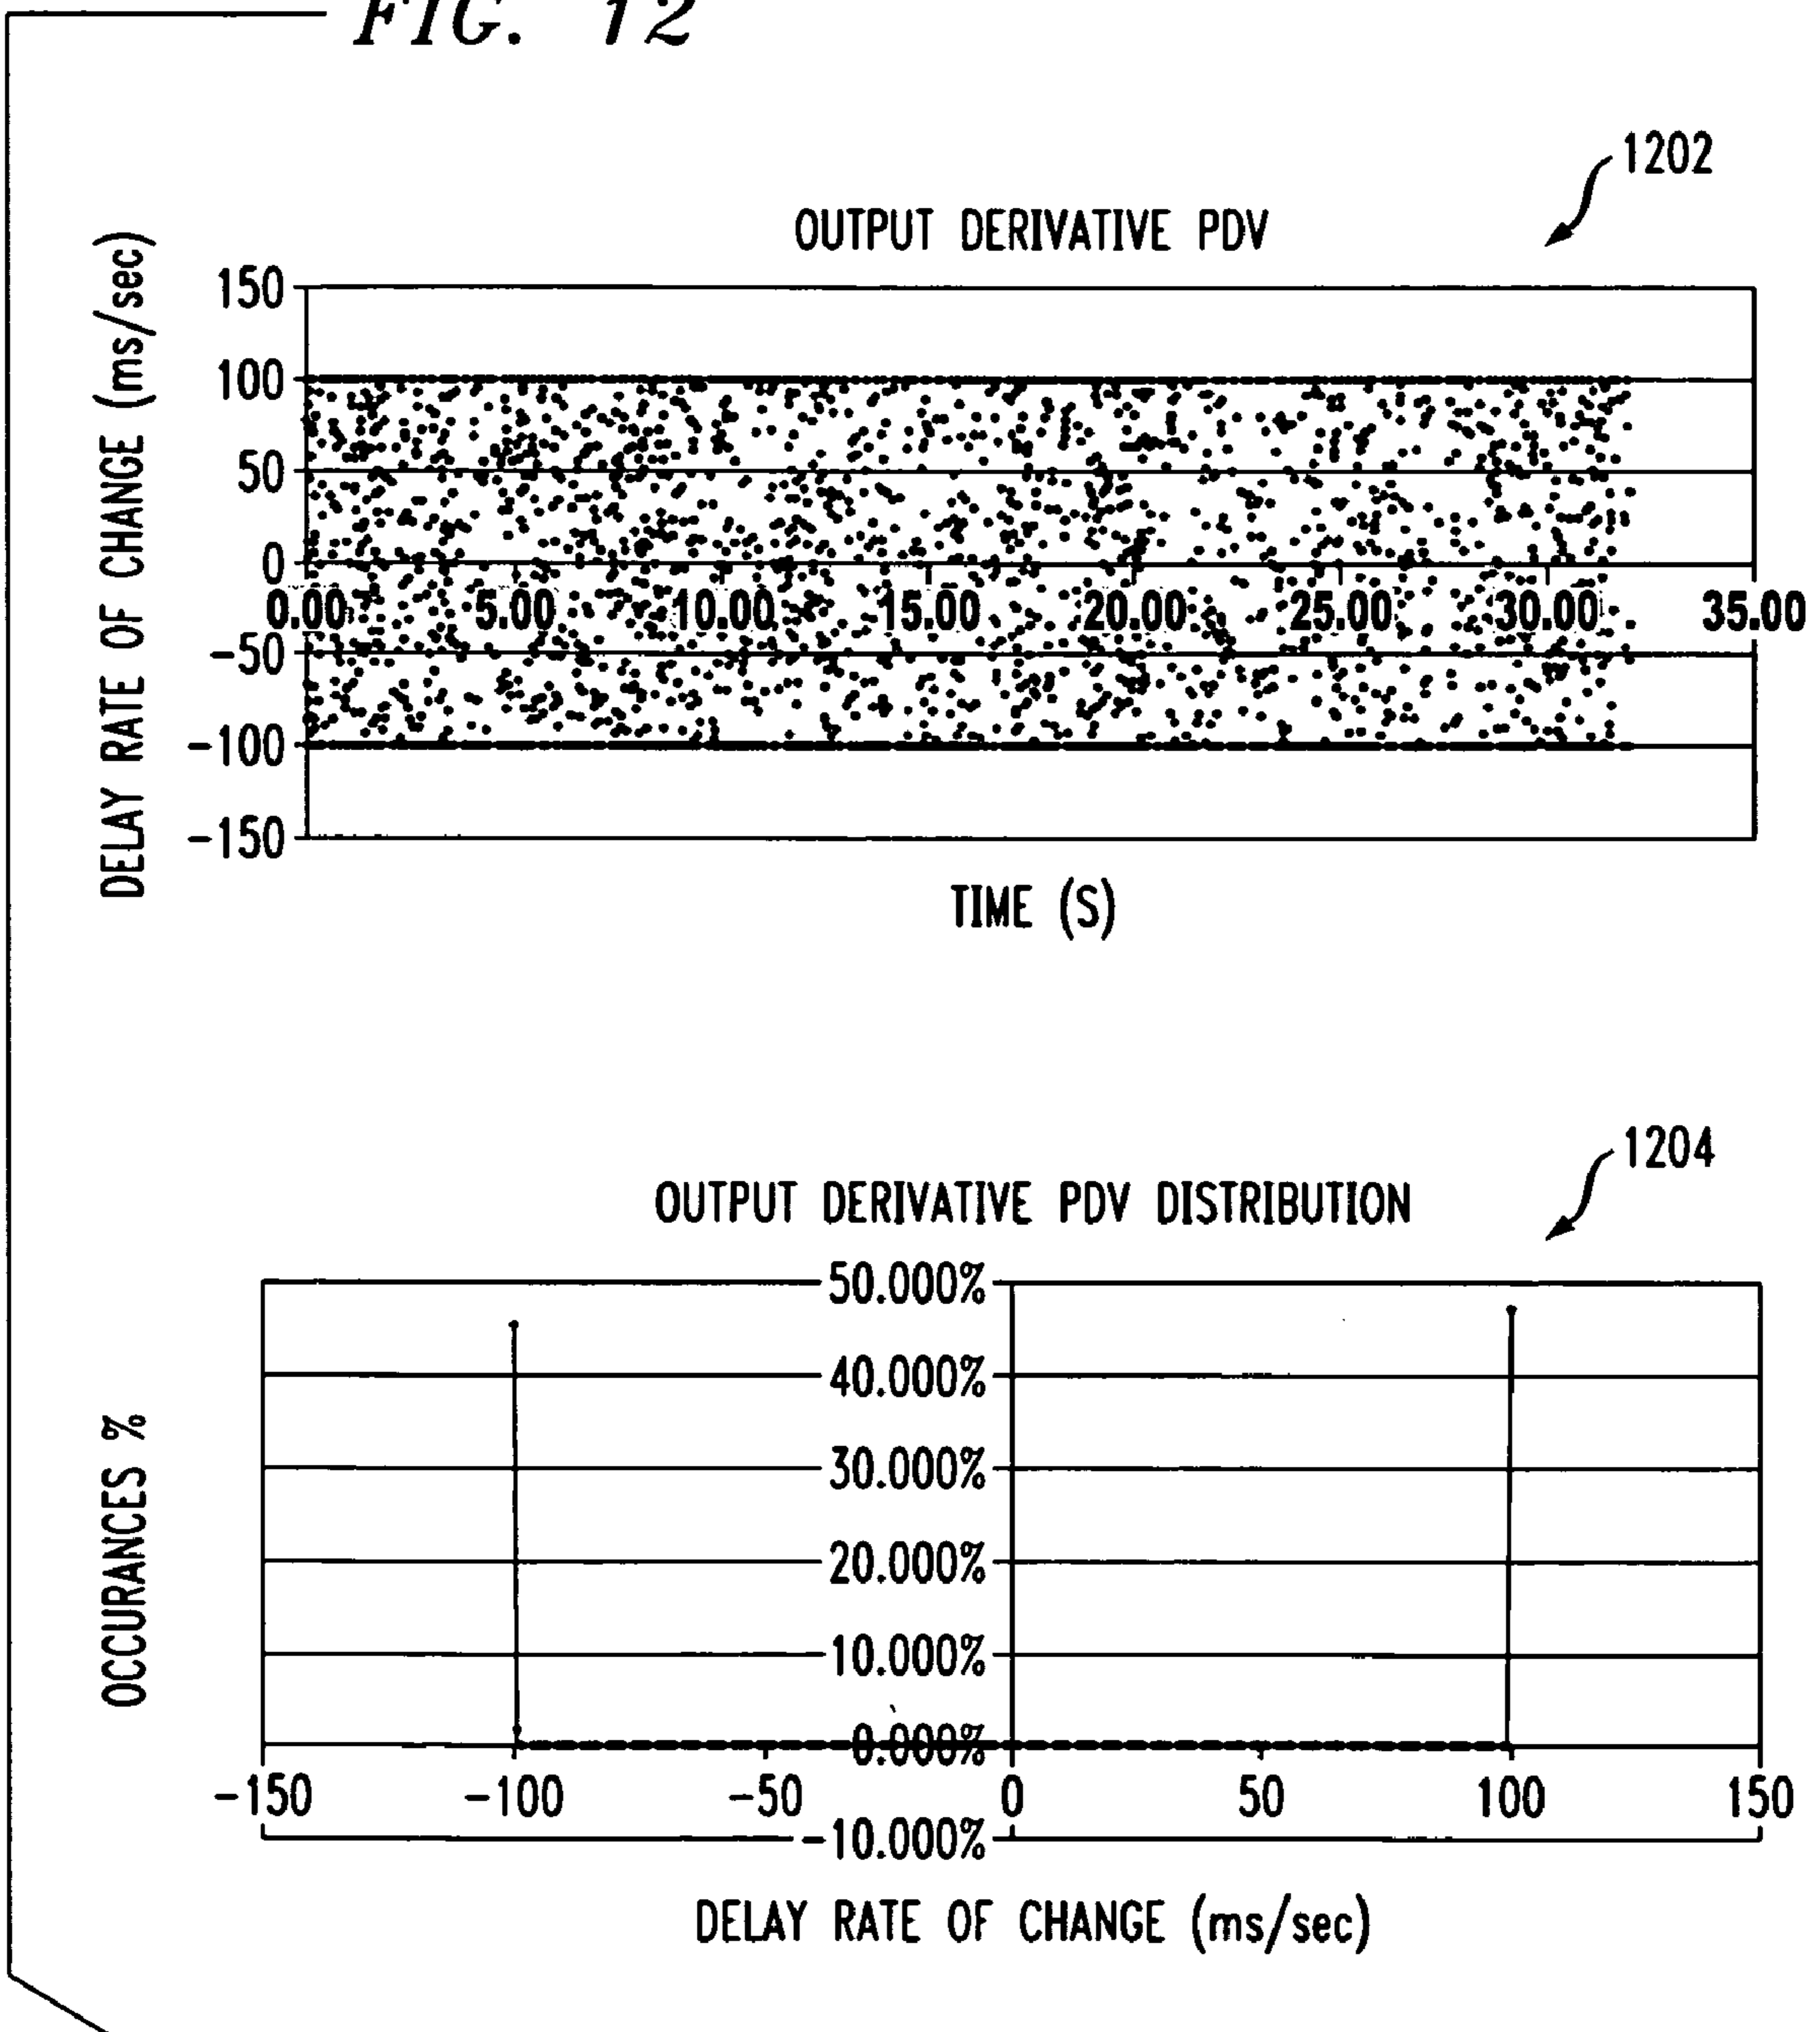 FIG. 12
1202
OUTPUT DERIVATIVE PDV
DELAY RATE OF CHANGE (ms/sec)
150
100
50
0
-50
-100
-150
0.00 5.00 10.00 15.00 20.00 25.00 30.00 35.00
TIME (S)
1204
OUTPUT DERIVATIVE PDV DISTRIBUTION
OCCURANCES %
50.000%
40.000%
30.000%
20.000%
10.000%
0.000%
-150 -100 -50 0 50 100 150
-10.000%
DELAY RATE OF CHANGE (ms/sec)